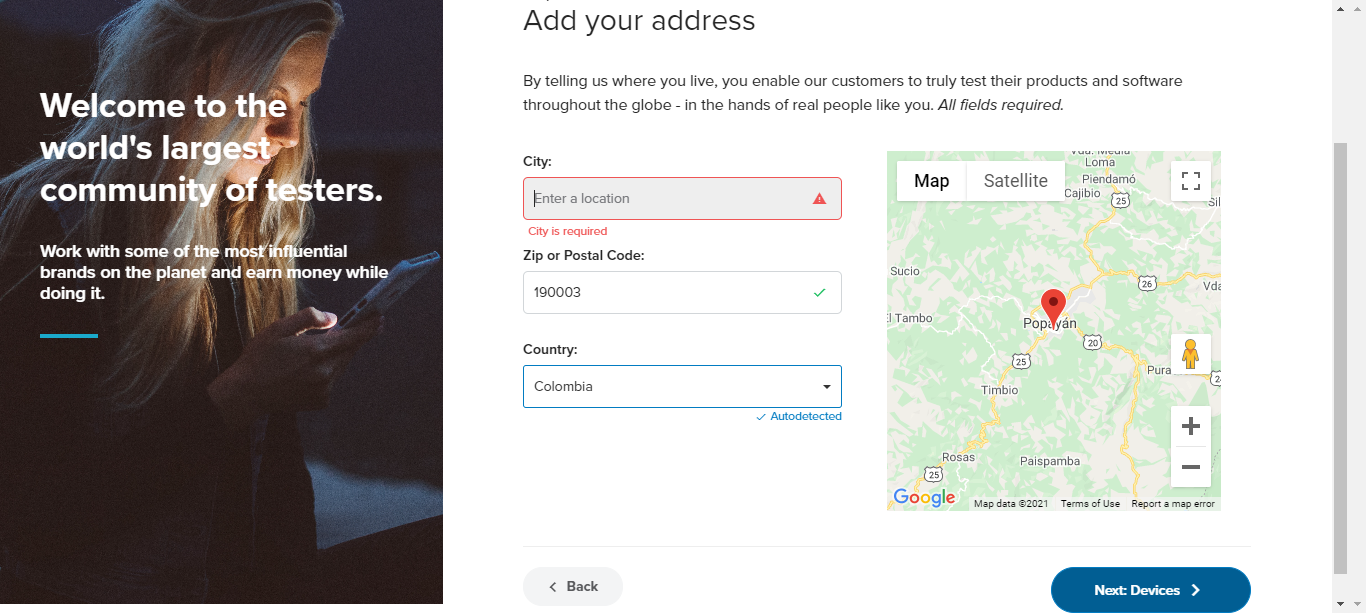 Add your address
Welcome to the
world's largest
community of testers.
Work with some of the most influential
brands on the planet and earn money while
doing it.
By telling us where you live, you enable our customers to truly test their products and software
throughout the globe - in the hands of real people like you. All fields required.
City:
Enter a location
City is required
Zip or Postal Code:
190003
Country:
Colombia
Autodetected
Map
Satellite
Loma
Piendamó
Cajibio
25
Sucio
26
El Tambo
Popayán
20
25
Timbio
Pura
Rosas
Paispamba
25
Google
Map data ©2021
Terms of Use
Report a map error
Back
Next: Devices